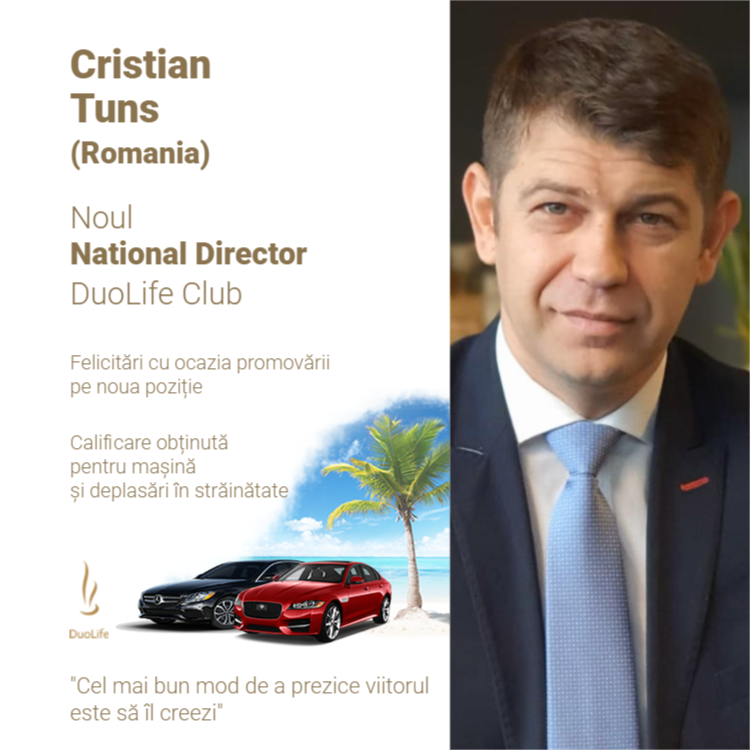 Cristian
Tuns
(Romania)
Noul
National Director
DuoLife Club
Felicitări cu ocazia promovării
pe noua poziție
Calificare obținută
pentru mașină
și deplasări în străinătate
DuoLife
"Cel mai bun mod de a prezice viitorul
este să îl creezi"